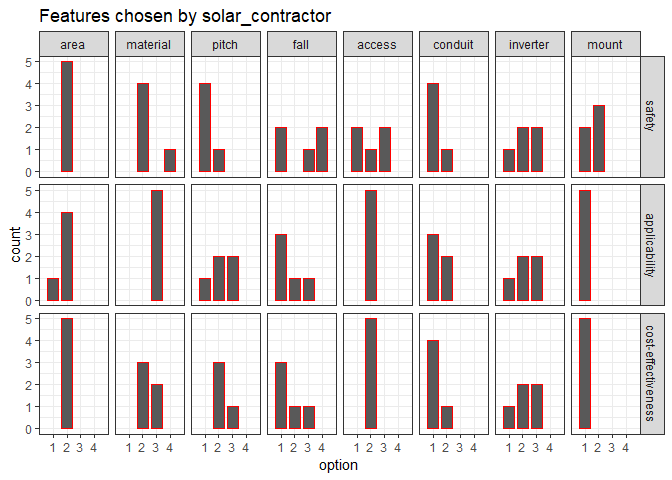 Features chosen by solar_contractor
area material pitch fall access conduit inverter mount
5
4
3
2
1
0
safety
5
4
3
2
1
0
applicability
5
4
3
2
1
0
cost-effectiveness
count
1 2 3 4 1 2 3 4 1 2 3 4 1 2 3 4 1 2 3 4 1 2 3 4 1 2 3 4 1 2 3 4
option